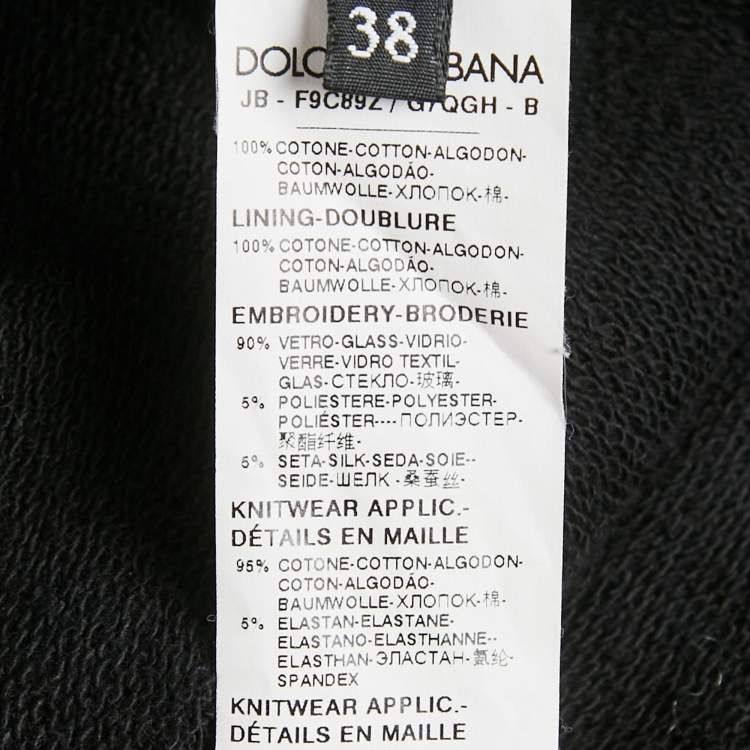 38
DOLC BANA
JB - F9C89Z / G7QGH - B
100% COTONE-COTTON-ALGODON-
COTON-ALGODÃO-
BAUMWOLLE-ХЛОПОК-棉-
LINING-DOUBLURE
100% COTONE-COTTON-ALGODON-
COTON-ALGODÃO-
BAUMWOLLE-ХЛОПОК-棉-
EMBROIDERY-BRODERIE
90% VETRO-GLASS-VIDRIO-
VERRE-VIDRO TEXTIL-
GLAS-СТЕКЛО-玻璃-
5% POLIESTERE-POLYESTER-
POLIÉSTER----ПОЛИЭСТЕР-
聚酯纤维-
5% SETA-SILK-SEDA-SOIE--
SEIDE-ШЕЛК -桑蚕丝-
KNITWEAR APPLIC.-
DÉTAILS EN MAILLE
95% COTONE-COTTON-ALGODON-
COTON-ALGODÃO-
BAUMWOLLE-ХЛОПОК-棉-
5% ELASTAN-ELASTANE-
ELASTANO-ELASTHANNE--
ELASTHAN-ЭЛАСТАН-氨纶-
SPANDEX
KNITWEAR APPLIC.-
DÉTAILS EN MAILLE